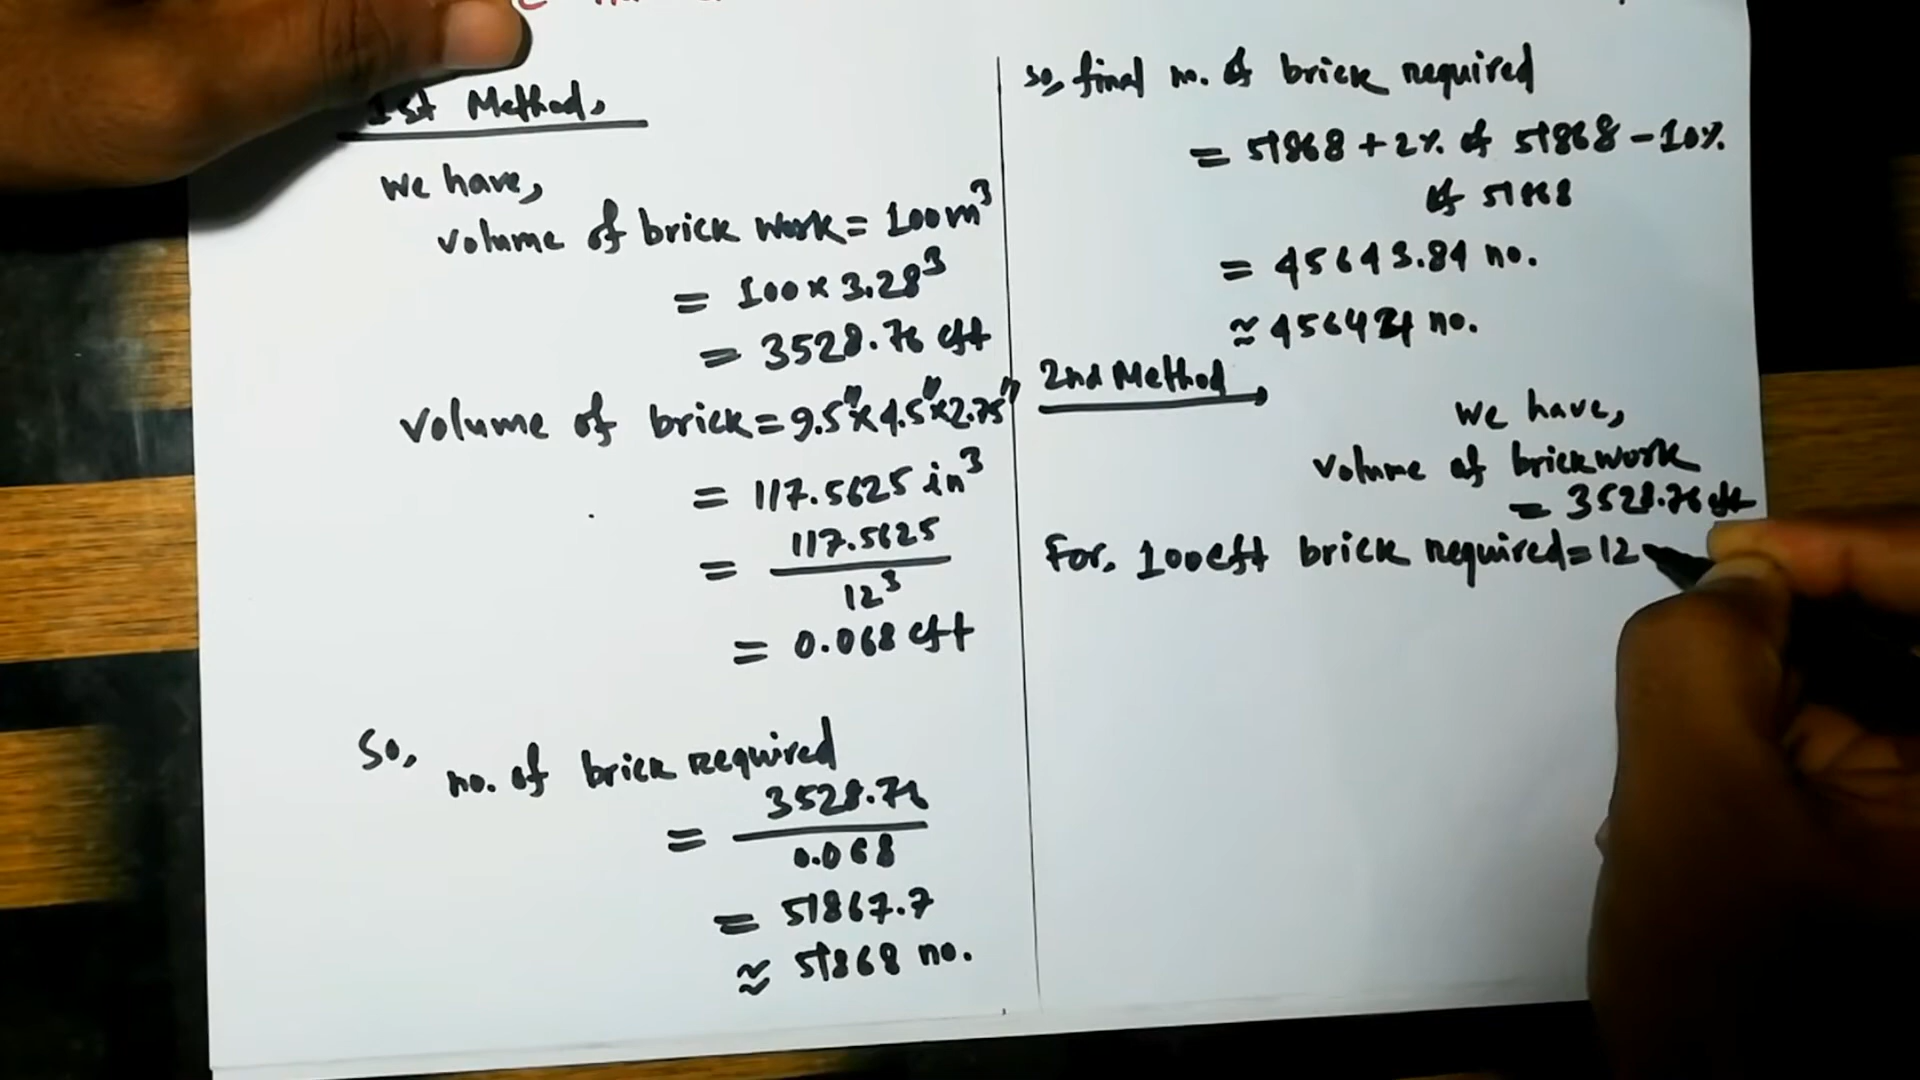 1st Method,
We have,
volume of brick work = 100m³
= 100 × 3.28³
= 3528.76 cft
Volume of brick = 9.5"×4.5"×2.75"
= 117.5625 in³
= 117.5625
12³
= 0.068 cft
So,
no. of brick required
= 3528.76
0.068
= 51867.7
≈ 51868 no.
so, final no. of brick required
= 51868 + 2% of 51868 - 10%
of 51868
= 45643.84 no.
no.
2nd Method
We have,
volume of brickwork
= 3528.76 cft
For, 100 cft brick required = 12